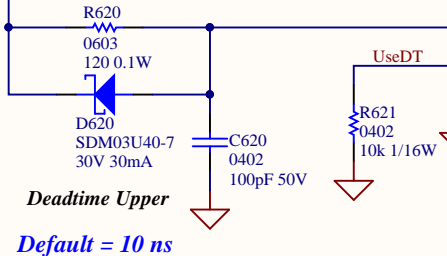 R620
0603
120 0.1W
UseDT
D620
SDM03U40-7
30V 30mA
C620
0402
100pF 50V
R621
0402
10k 1/16W
Deadtime Upper
Default = 10 ns